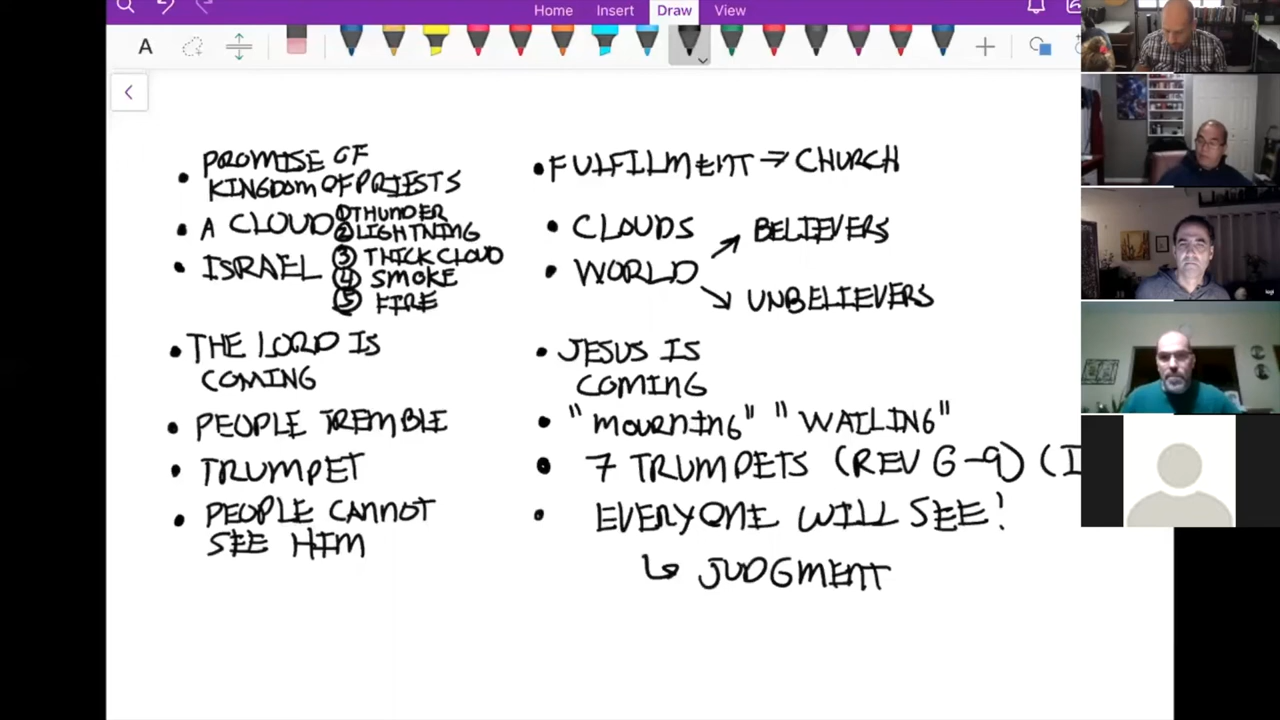 Home Insert Draw View
A
PROMISE OF
KINGDOM OF PRIESTS
A CLOUD
ISRAEL
① THUNDER
② LIGHTNING
③ THICK CLOUD
④ SMOKE
⑤ FIRE
THE LORD IS
COMING
PEOPLE TREMBLE
TRUMPET
PEOPLE CANNOT
SEE HIM
FULFILMENT → CHURCH
CLOUDS
WORLD
↗ BELIEVERS
↘ UNBELIEVERS
JESUS IS
COMING
"MOURNING" "WAILING"
7 TRUMPETS (REV 6-9) (I
EVERYONE WILL SEE!
↳ JUDGMENT